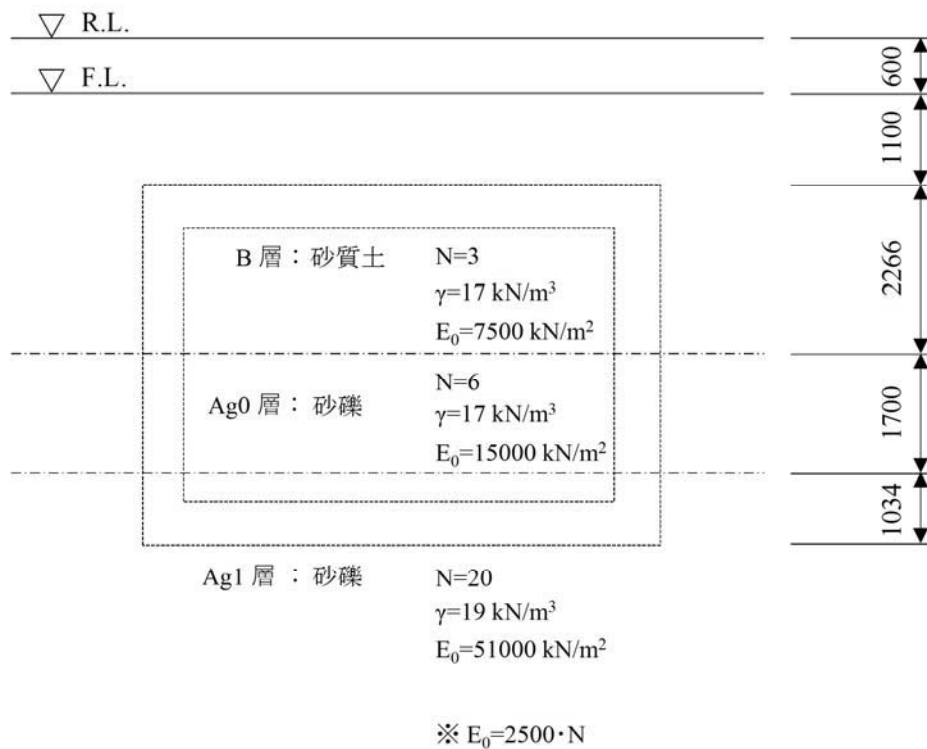 ▽ R.L.
▽ F.L.
600
1100
2266
1700
1034
B 層：砂質土
N=3
γ=17 kN/m³
E₀=7500 kN/m²
Ag0 層：砂礫
N=6
γ=17 kN/m³
E₀=15000 kN/m²
Ag1 層：砂礫
N=20
γ=19 kN/m³
E₀=51000 kN/m²
※ E₀=2500·N